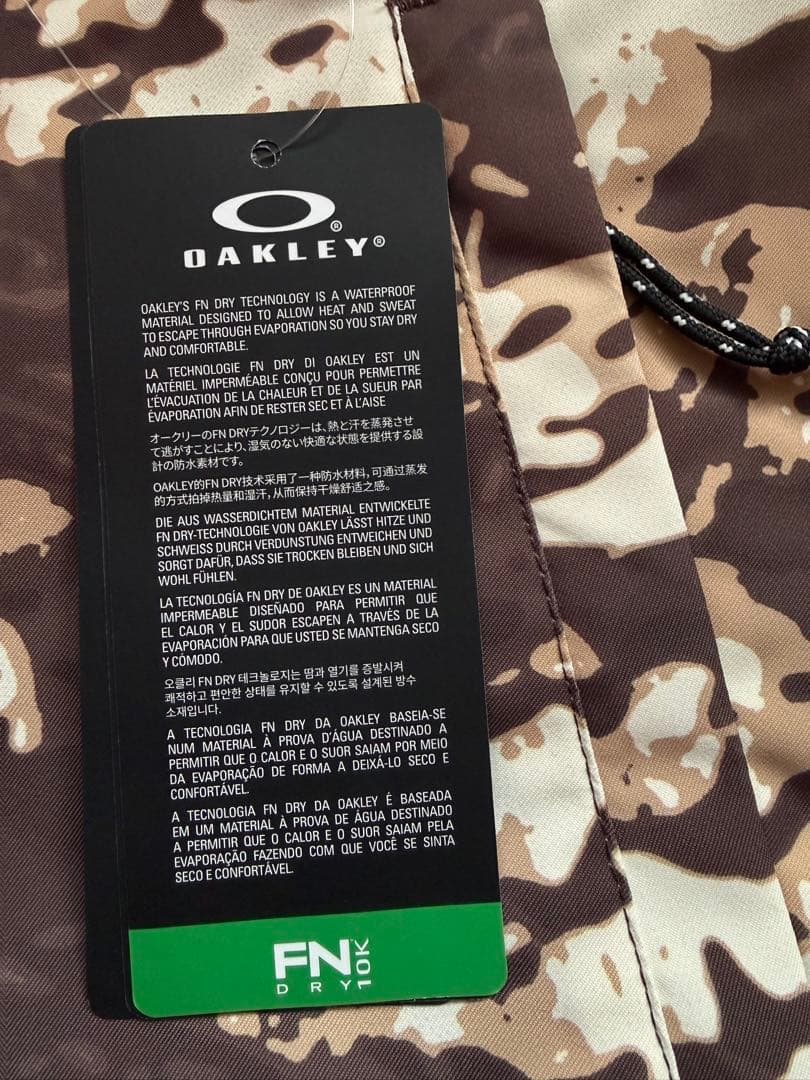 OAKLEY®
OAKLEY'S FN DRY TECHNOLOGY IS A WATERPROOF
MATERIAL DESIGNED TO ALLOW HEAT AND SWEAT
TO ESCAPE THROUGH EVAPORATION SO YOU STAY DRY
AND COMFORTABLE.
LA TECHNOLOGIE FN DRY DI OAKLEY EST UN
MATÉRIEL IMPERMÉABLE CONÇU POUR PERMETTRE
L'ÉVACUATION DE LA CHALEUR ET DE LA SUEUR PAR
ÉVAPORATION AFIN DE RESTER SEC ET À L'AISE
オークリーのFN DRYテクノロジーは、熱と汗を蒸発させ
て逃がすことにより、湿気のない快適な状態を提供する設
計の防水素材です。
OAKLEY的FN DRY技术采用了一种防水材料，可通过蒸发
的方式拍掉热量和湿汗，从而保持干燥舒适之感。
DIE AUS WASSERDICHTEM MATERIAL ENTWICKELTE
FN DRY-TECHNOLOGIE VON OAKLEY LÄSST HITZE UND
SCHWEISS DURCH VERDUNSTUNG ENTWEICHEN UND
SORGT DAFÜR, DASS SIE TROCKEN BLEIBEN UND SICH
WOHL FÜHLEN.
LA TECNOLOGÍA FN DRY DE OAKLEY ES UN MATERIAL
IMPERMEABLE DISEÑADO PARA PERMITIR QUE
EL CALOR Y EL SUDOR ESCAPEN A TRAVÉS DE LA
EVAPORACIÓN PARA QUE USTED SE MANTENGA SECO
Y CÓMODO.
오클리 FN DRY 테크놀로지는 땀과 열기를 증발시켜
쾌적하고 편안한 상태를 유지할 수 있도록 설계된 방수
소재입니다.
A TECNOLOGIA FN DRY DA OAKLEY BASEIA-SE
NUM MATERIAL À PROVA D'ÁGUA DESTINADO A
PERMITIR QUE O CALOR E O SUOR SAIAM POR MEIO
DA EVAPORAÇÃO DE FORMA A DEIXÁ-LO SECO E
CONFORTÁVEL.
A TECNOLOGIA FN DRY DA OAKLEY É BASEADA
EM UM MATERIAL À PROVA DE ÁGUA DESTINADO
A PERMITIR QUE O CALOR E O SUOR SAIAM PELA
EVAPORAÇÃO FAZENDO COM QUE VOCÊ SE SINTA
SECO E CONFORTÁVEL.
FN
DRY 10K